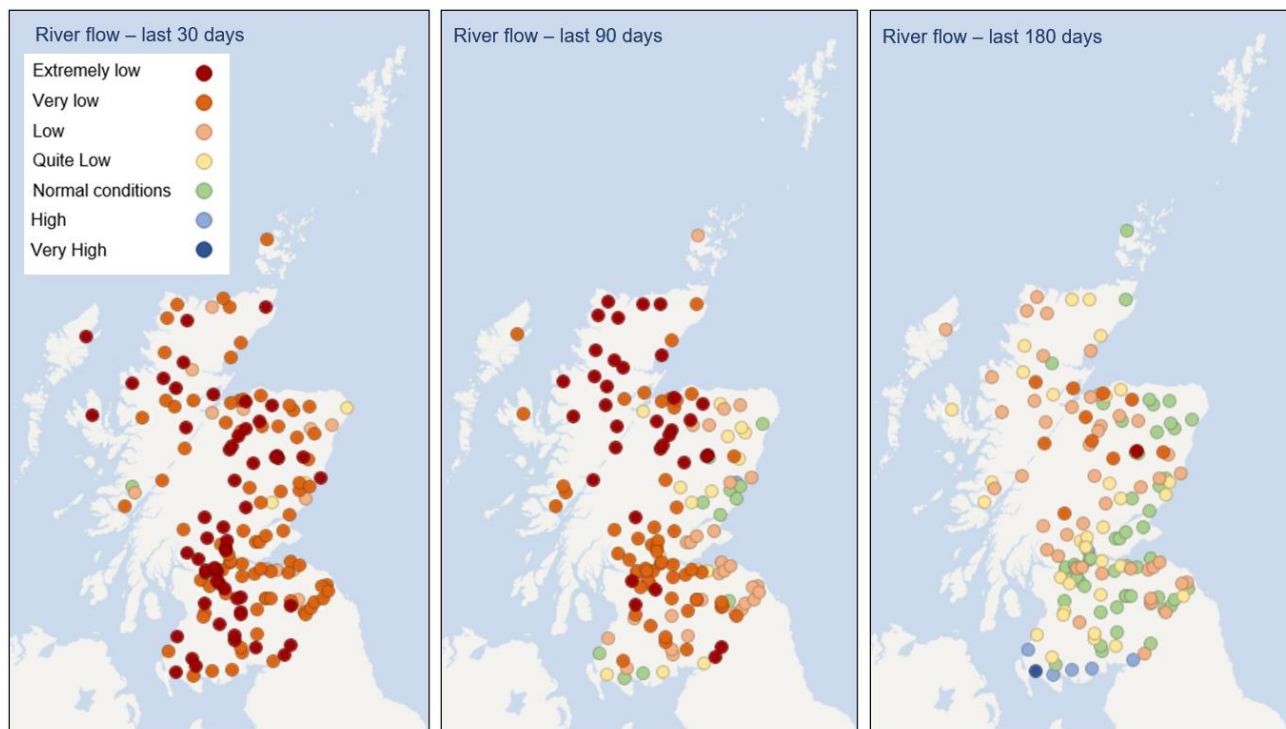 River flow – last 30 days
Extremely low
Very low
Low
Quite Low
Normal conditions
High
Very High
River flow – last 90 days
River flow – last 180 days